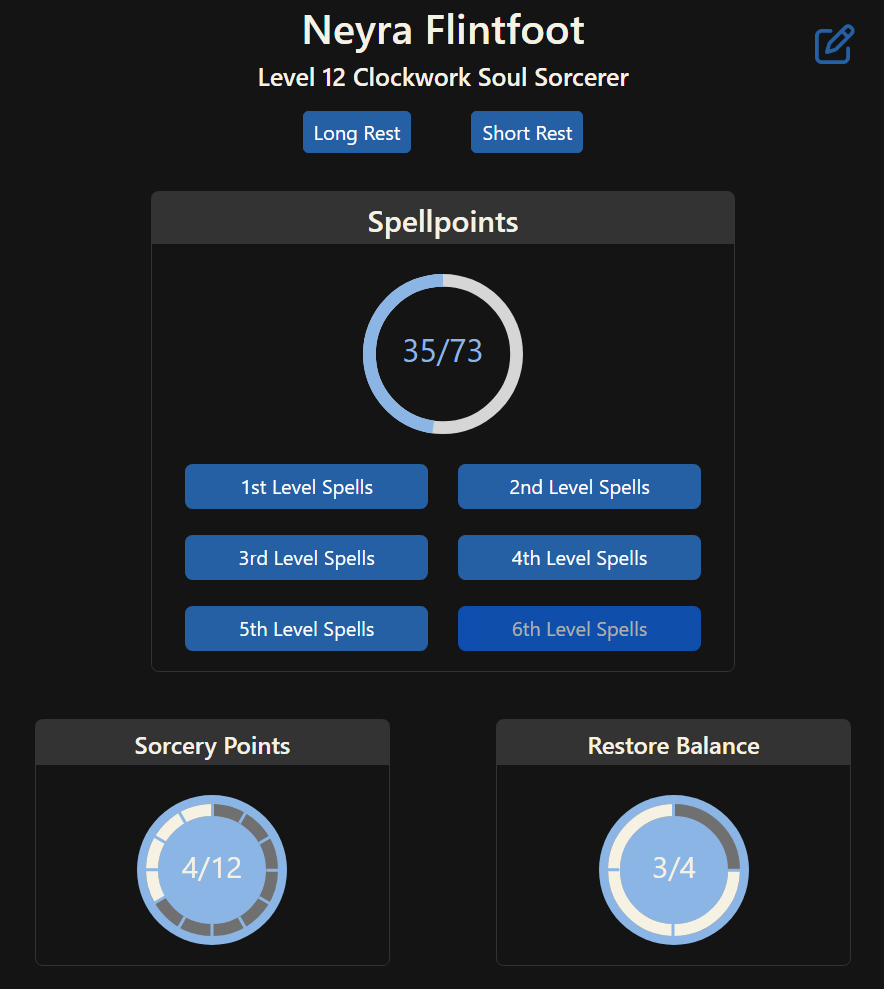 Neyra Flintfoot
Level 12 Clockwork Soul Sorcerer
Long Rest
Short Rest
Spellpoints
35/73
1st Level Spells
2nd Level Spells
3rd Level Spells
4th Level Spells
5th Level Spells
6th Level Spells
Sorcery Points
4/12
Restore Balance
3/4